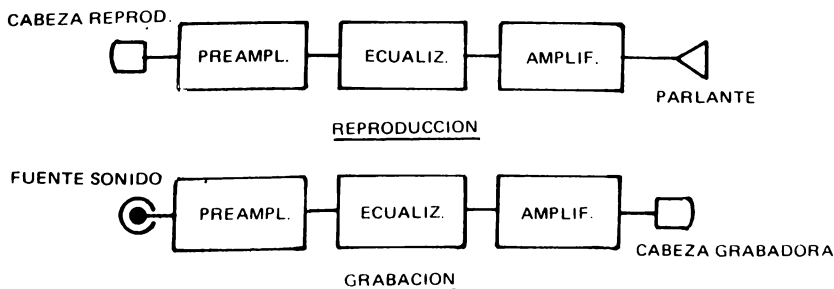 CABEZA REPROD.
PREAMPL.
ECUALIZ.
AMPLIF.
PARLANTE
REPRODUCCION
FUENTE SONIDO
PREAMPL.
ECUALIZ.
AMPLIF.
CABEZA GRABADORA
GRABACION